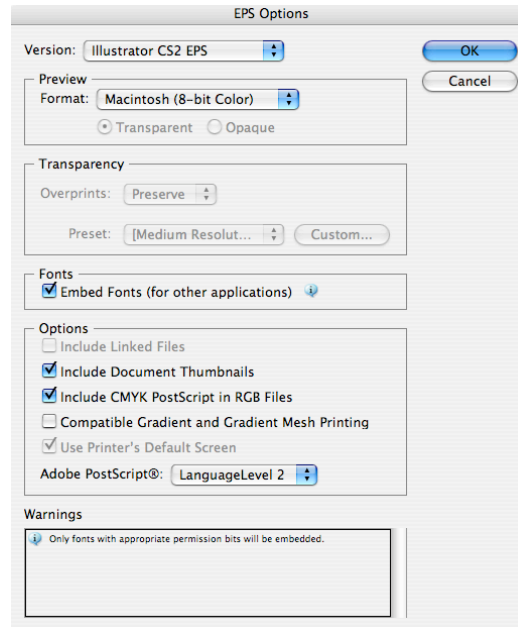 EPS Options
Version: Illustrator CS2 EPS
OK
Cancel
Preview
Format: Macintosh (8-bit Color)
Transparent Opaque
Transparency
Overprints: Preserve
Preset: [Medium Resolut... Custom...
Fonts
Embed Fonts (for other applications)
Options
Include Linked Files
Include Document Thumbnails
Include CMYK PostScript in RGB Files
Compatible Gradient and Gradient Mesh Printing
Use Printer's Default Screen
Adobe PostScript®: LanguageLevel 2
Warnings
Only fonts with appropriate permission bits will be embedded.